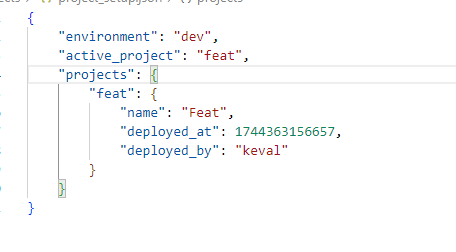 {
    "environment": "dev",
    "active_project": "feat",
    "projects": {
        "feat": {
            "name": "Feat",
            "deployed_at": 1744363156657,
            "deployed_by": "keval"
        }
    }
}